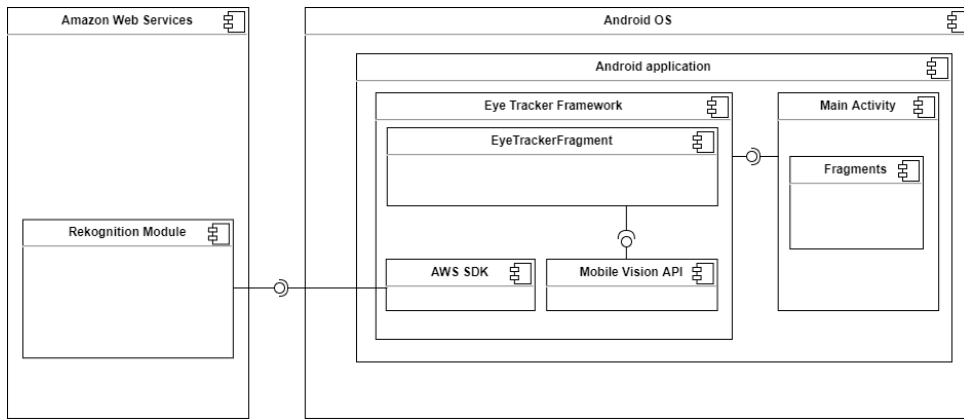 Amazon Web Services
Android OS
Android application
Eye Tracker Framework
Main Activity
EyeTrackerFragment
Fragments
Rekognition Module
AWS SDK
Mobile Vision API